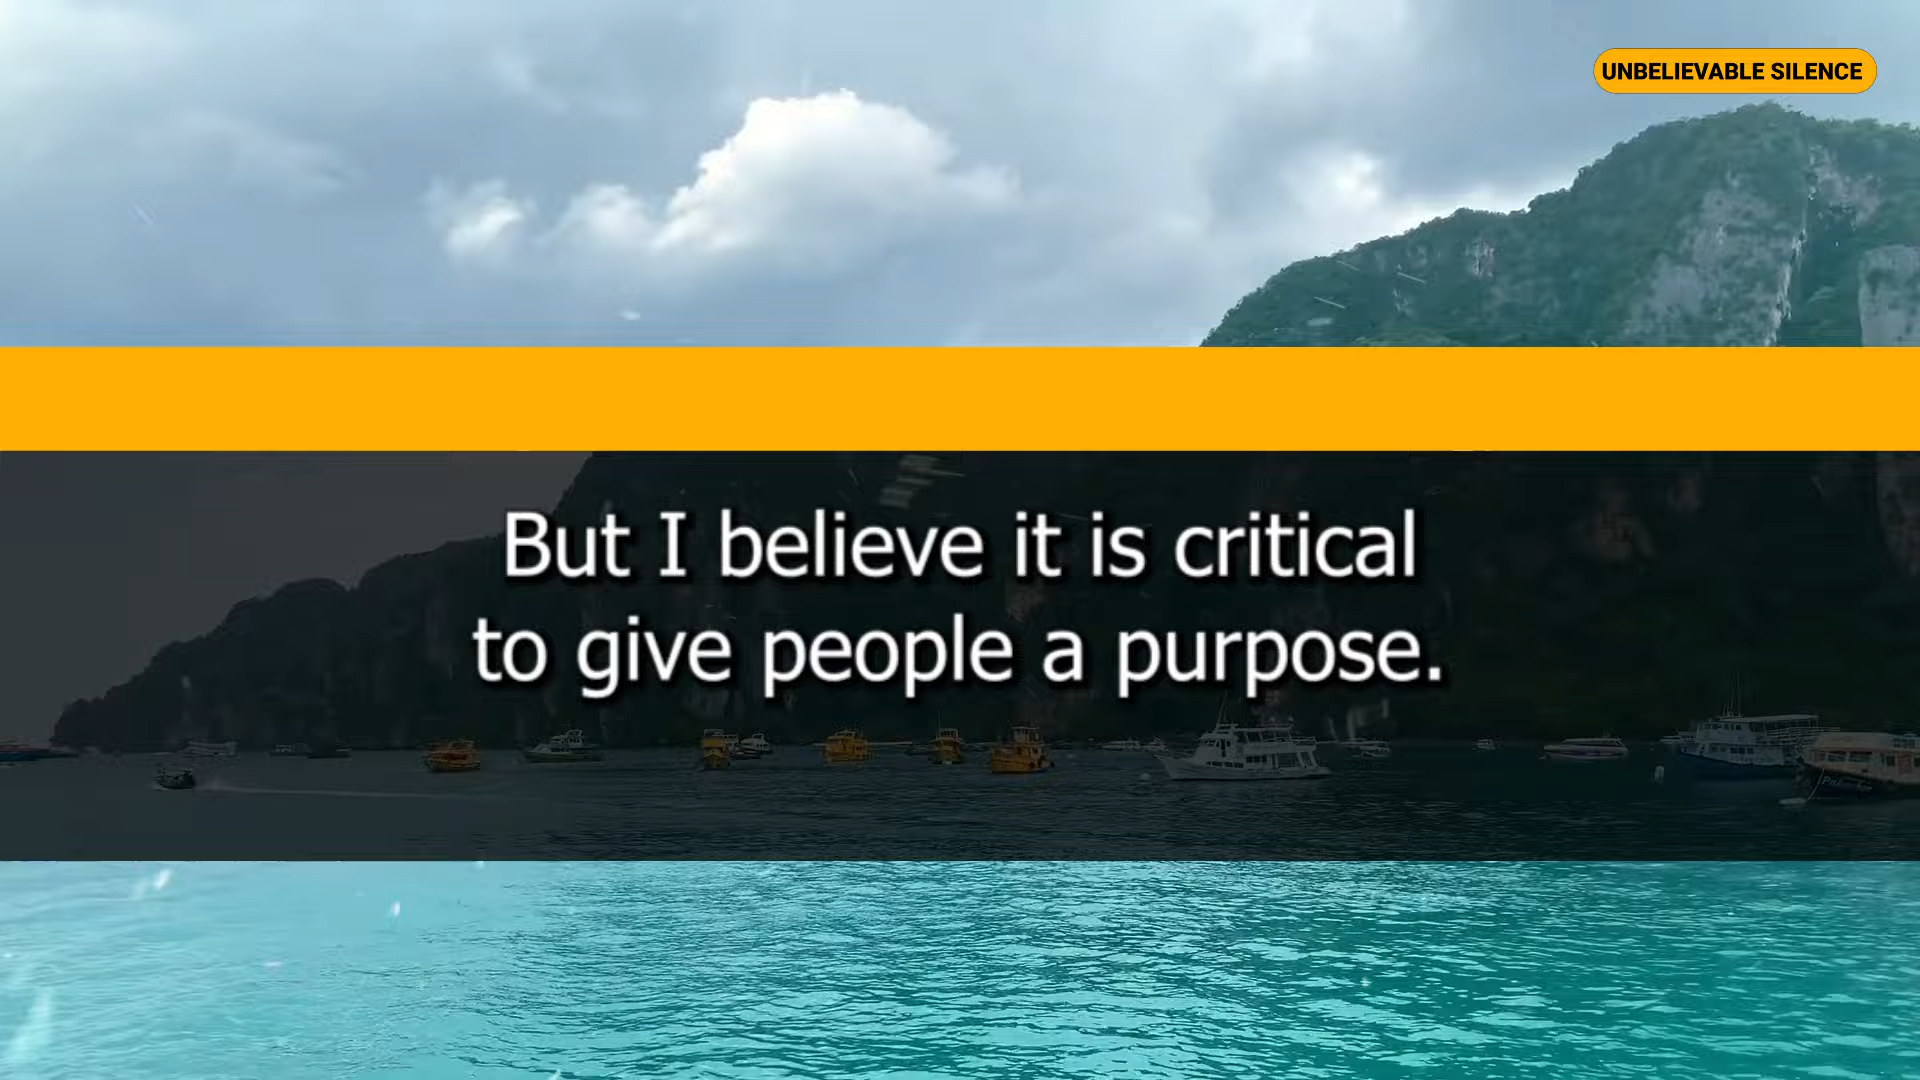 UNBELIEVABLE SILENCE
But I believe it is critical
to give people a purpose.